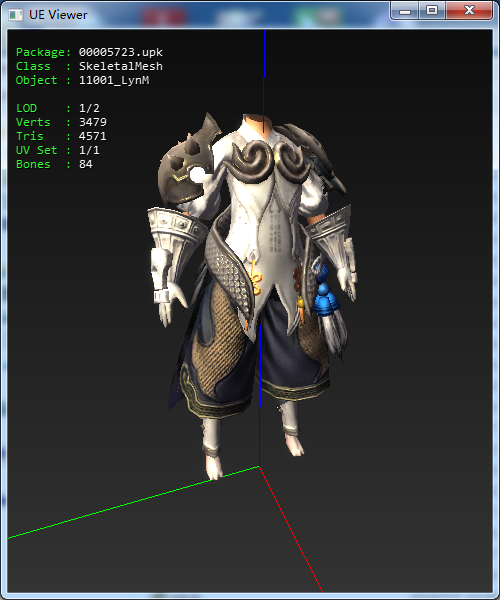 UE Viewer
Package: 00005723.upk
Class : SkeletalMesh
Object : 11001_LynM
LOD : 1/2
Verts : 3479
Tris : 4571
UV Set : 1/1
Bones : 84